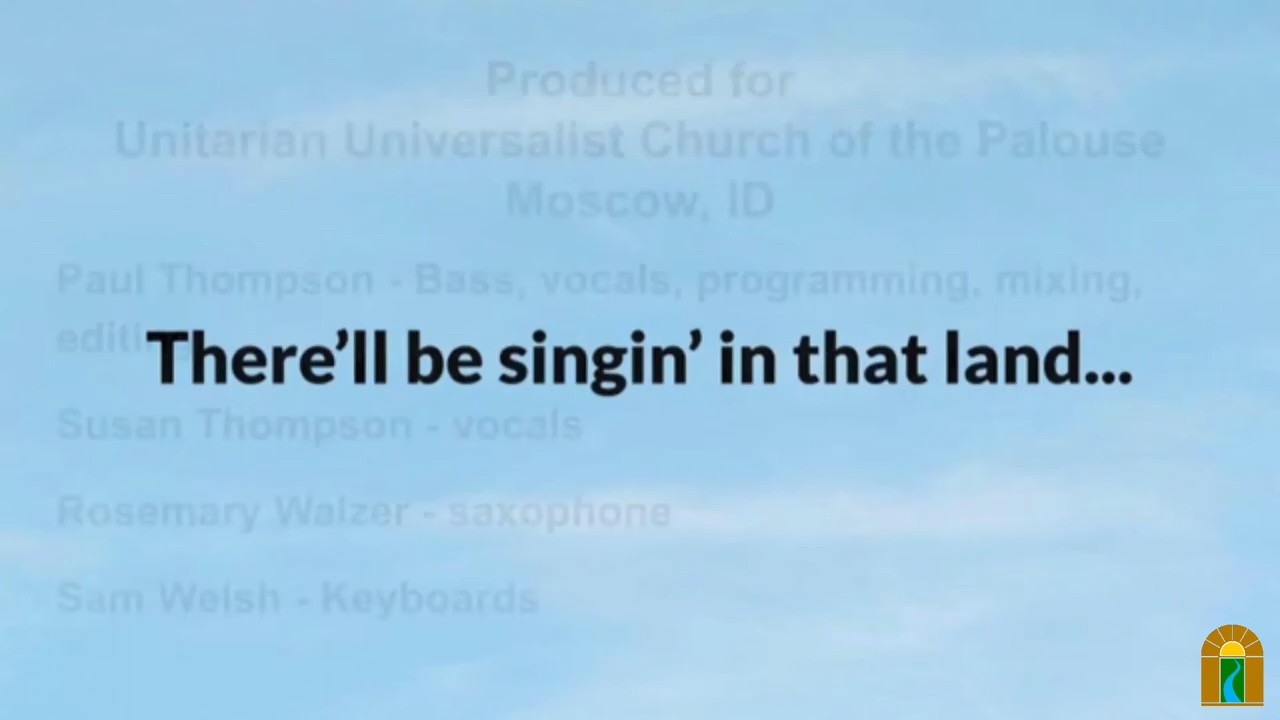 Produced for
Unitarian Universalist Church of the Palouse
Moscow, ID
Paul Thompson - Bass, vocals, programming, mixing,
There’ll be singin’ in that land...
Susan Thompson - vocals
Rosemary Walzer - saxophone
Sam Welsh - Keyboards